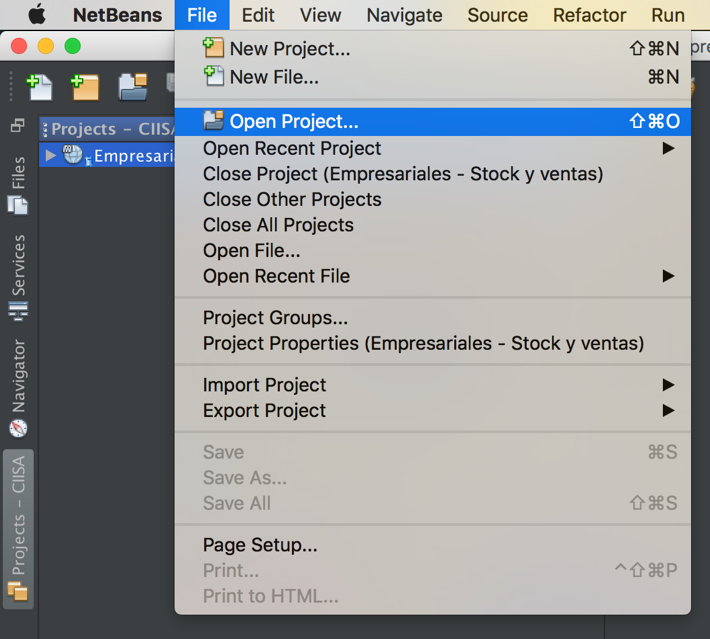 NetBeans File Edit View Navigate Source Refactor Run
New Project... ⇧⌘N
New File... ⌘N
Open Project... ⇧⌘O
Open Recent Project ▶
Close Project (Empresariales - Stock y ventas)
Close Other Projects
Close All Projects
Open File...
Open Recent File ▶
Project Groups...
Project Properties (Empresariales - Stock y ventas)
Import Project ▶
Export Project ▶
Save ⌘S
Save As...
Save All ⇧⌘S
Page Setup...
Print... ^⇧⌘P
Print to HTML...
Projects – CIISA
Empresari
Files
Services
Navigator
Projects – CIISA